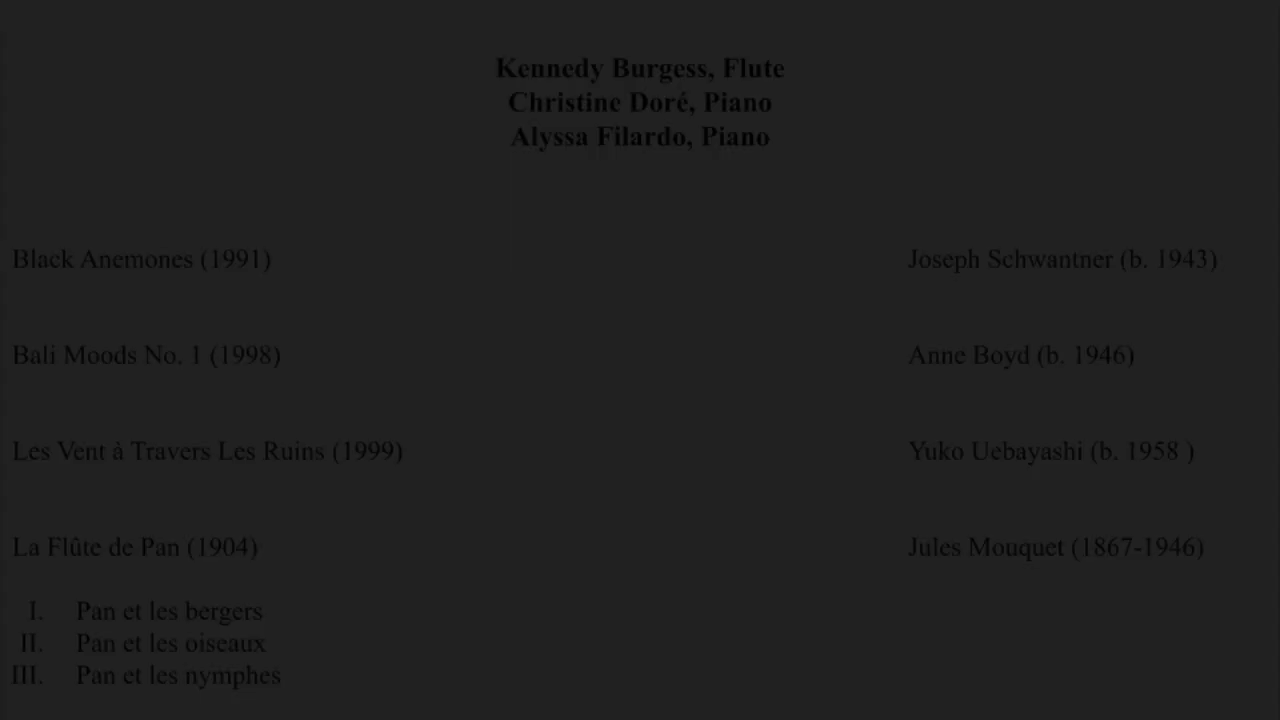 Kennedy Burgess, Flute
Christine Doré, Piano
Alyssa Filardo, Piano
Black Anemones (1991) Joseph Schwantner (b. 1943)
Bali Moods No. 1 (1998) Anne Boyd (b. 1946)
Les Vent à Travers Les Ruins (1999) Yuko Uebayashi (b. 1958 )
La Flûte de Pan (1904) Jules Mouquet (1867-1946)
I. Pan et les bergers
II. Pan et les oiseaux
III. Pan et les nymphes